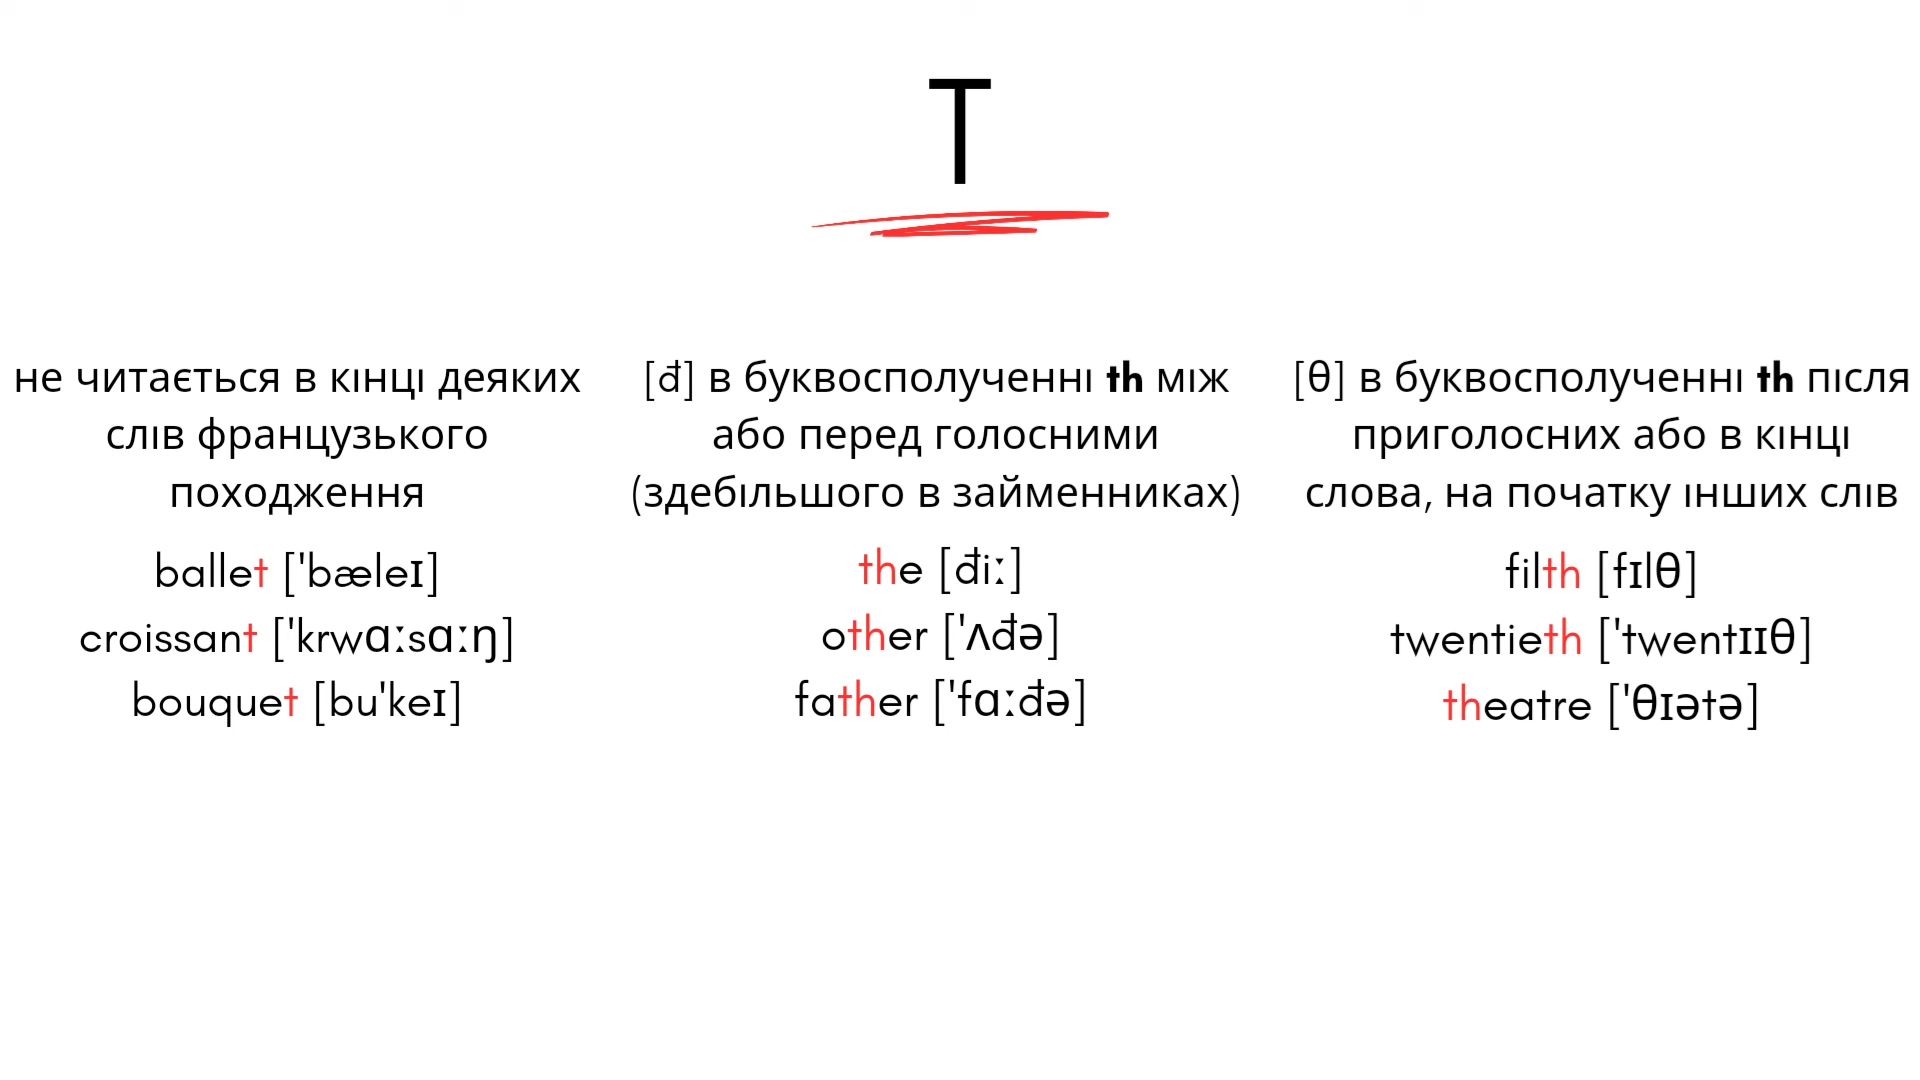 T
не читається в кінці деяких
слів французького
походження
ballet ['bæleɪ]
croissant ['krwɑːsɑːŋ]
bouquet [bu'keɪ]
[đ] в буквосполученні th між
або перед голосними
(здебільшого в займенниках)
the [điː]
other ['ʌđə]
father ['fɑːđə]
[θ] в буквосполученні th після
приголосних або в кінці
слова, на початку інших слів
filth [fɪlθ]
twentieth ['twentɪɪθ]
theatre ['θɪətə]